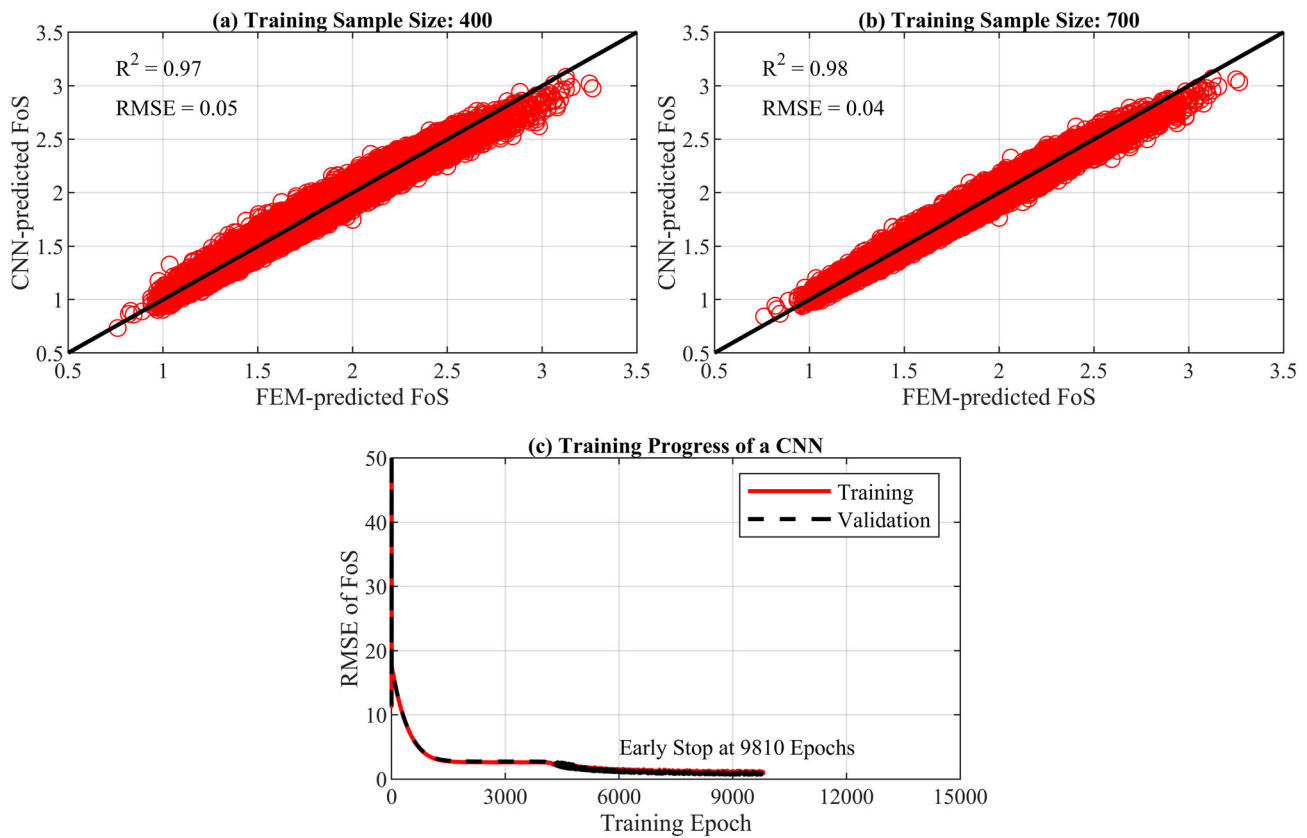 (a) Training Sample Size: 400
3.5
3
2.5
2
1.5
1
0.5
CNN-predicted FoS
R² = 0.97
RMSE = 0.05
0.5 1 1.5 2 2.5 3 3.5
FEM-predicted FoS
(b) Training Sample Size: 700
3.5
3
2.5
2
1.5
1
0.5
CNN-predicted FoS
R² = 0.98
RMSE = 0.04
0.5 1 1.5 2 2.5 3 3.5
FEM-predicted FoS
(c) Training Progress of a CNN
50
40
30
20
10
0
RMSE of FoS
Training
Validation
Early Stop at 9810 Epochs
0 3000 6000 9000 12000 15000
Training Epoch